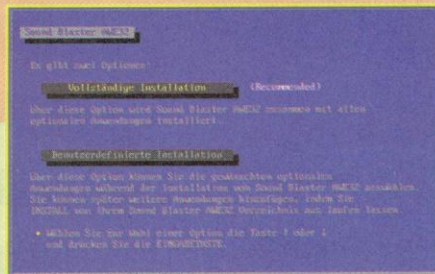 Sound Blaster AWE32
Es gibt zwei Optionen:
Vollständige Installation (Recommended)
Über diese Option wird Sound Blaster AWE32 zusammen mit allen
optionalen Anwendungen installiert.
Benutzerdefinierte Installation
Über diese Option können Sie die gewünschten optionalen
Anwendungen während der Installation von Sound Blaster AWE32 auswählen.
Sie können später weitere Anwendungen hinzufügen, indem Sie
INSTALL von Ihrem Sound Blaster AWE32 Verzeichnis aus laufen lassen.
• Wählen Sie zur Wahl einer Option die Taste ↑ oder ↓
und drücken Sie die EINGABETASTE.